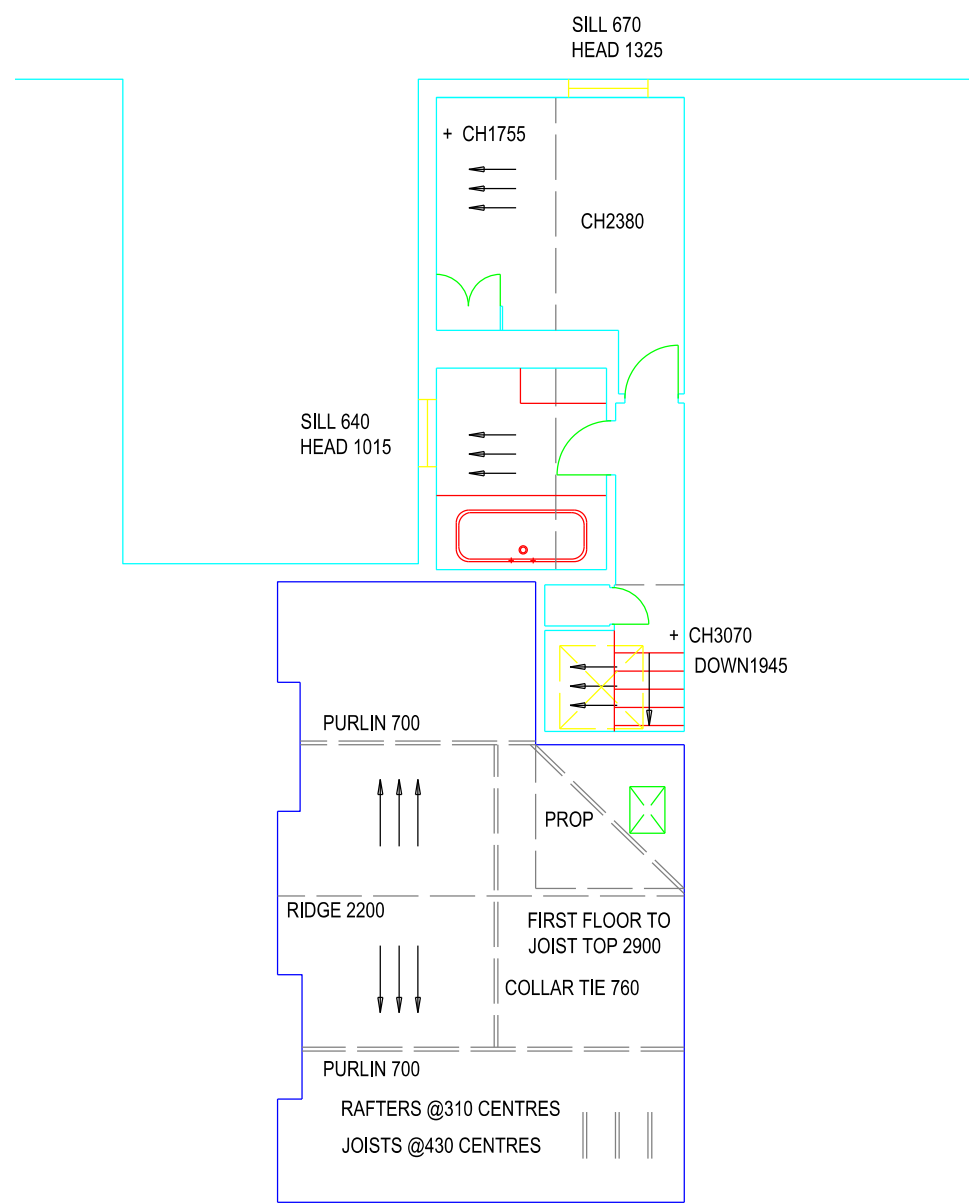 SILL 670
HEAD 1325
+ CH1755
CH2380
SILL 640
HEAD 1015
+ CH3070
DOWN1945
PURLIN 700
PROP
RIDGE 2200
FIRST FLOOR TO
JOIST TOP 2900
COLLAR TIE 760
PURLIN 700
RAFTERS @310 CENTRES
JOISTS @430 CENTRES